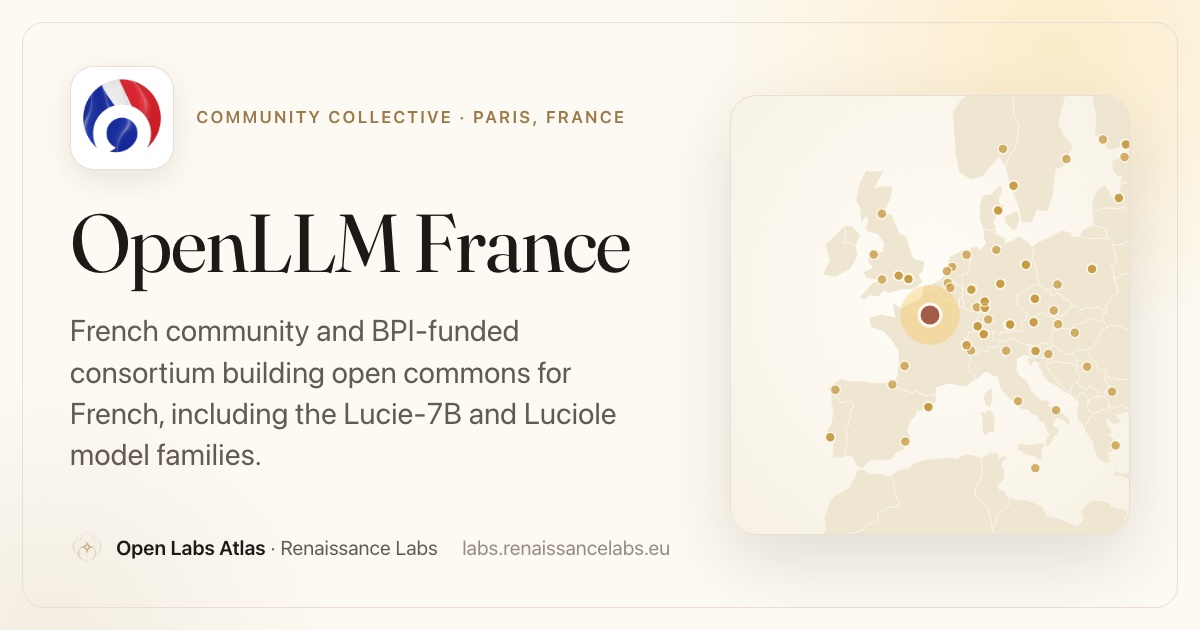 COMMUNITY COLLECTIVE · PARIS, FRANCE
OpenLLM France
French community and BPI-funded
consortium building open commons for
French, including the Lucie-7B and Luciole
model families.
Open Labs Atlas · Renaissance Labs labs.renaissancelabs.eu